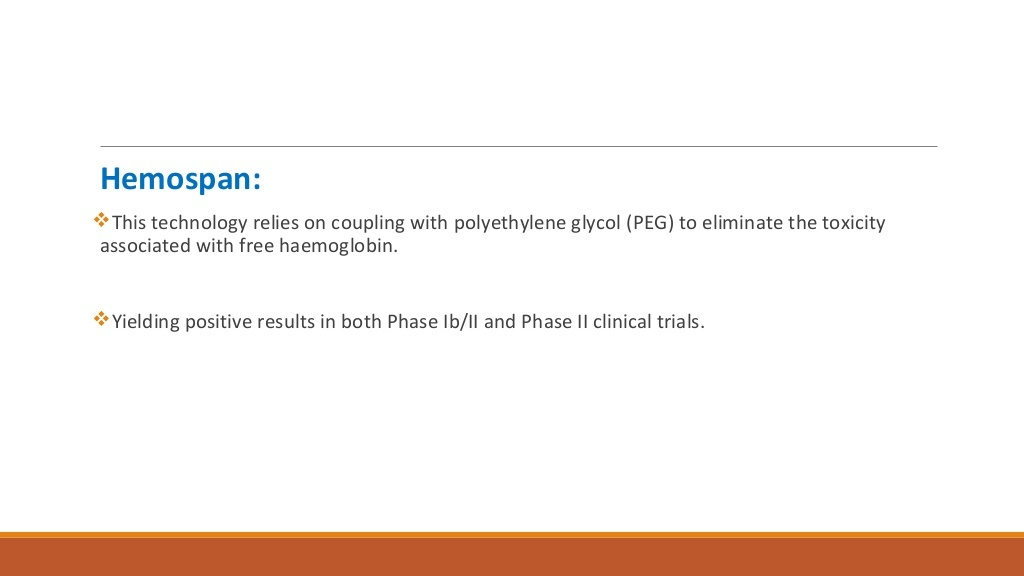 Hemospan:
❖This technology relies on coupling with polyethylene glycol (PEG) to eliminate the toxicity
associated with free haemoglobin.
❖Yielding positive results in both Phase Ib/II and Phase II clinical trials.